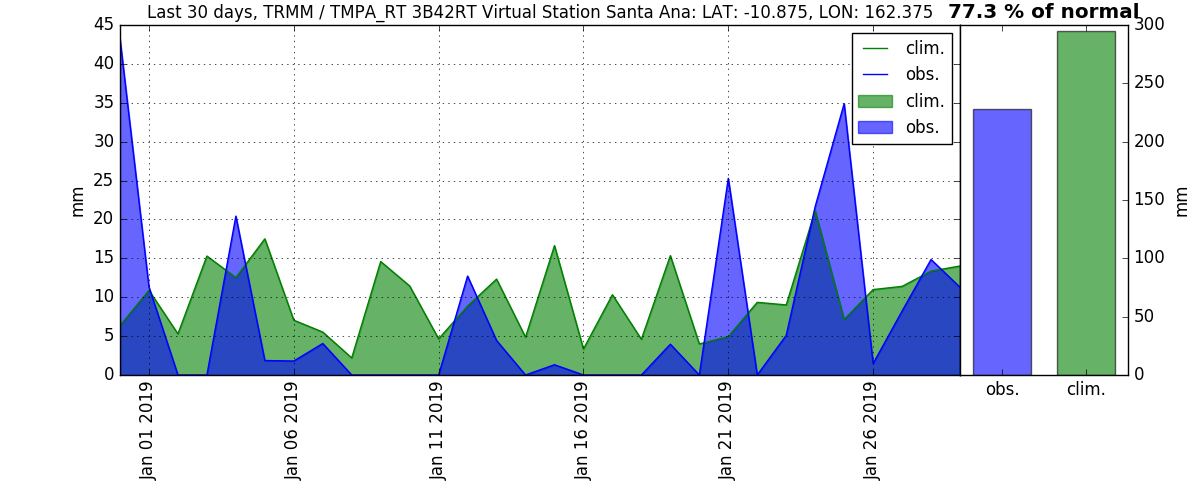 Last 30 days, TRMM / TMPA_RT 3B42RT Virtual Station Santa Ana: LAT: -10.875, LON: 162.375
77.3 % of normal
45
40
35
30
25
20
15
10
5
0
mm
clim.
obs.
clim.
obs.
Jan 01 2019
Jan 06 2019
Jan 11 2019
Jan 16 2019
Jan 21 2019
Jan 26 2019
300
250
200
150
100
50
0
mm
obs.
clim.